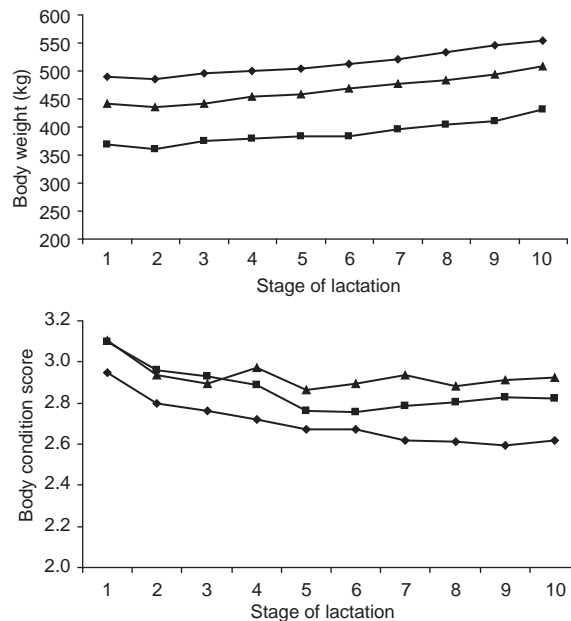 Body weight (kg)
600
550
500
450
400
350
300
250
200
1 2 3 4 5 6 7 8 9 10
Stage of lactation
Body condition score
3.2
3.0
2.8
2.6
2.4
2.2
2.0
1 2 3 4 5 6 7 8 9 10
Stage of lactation